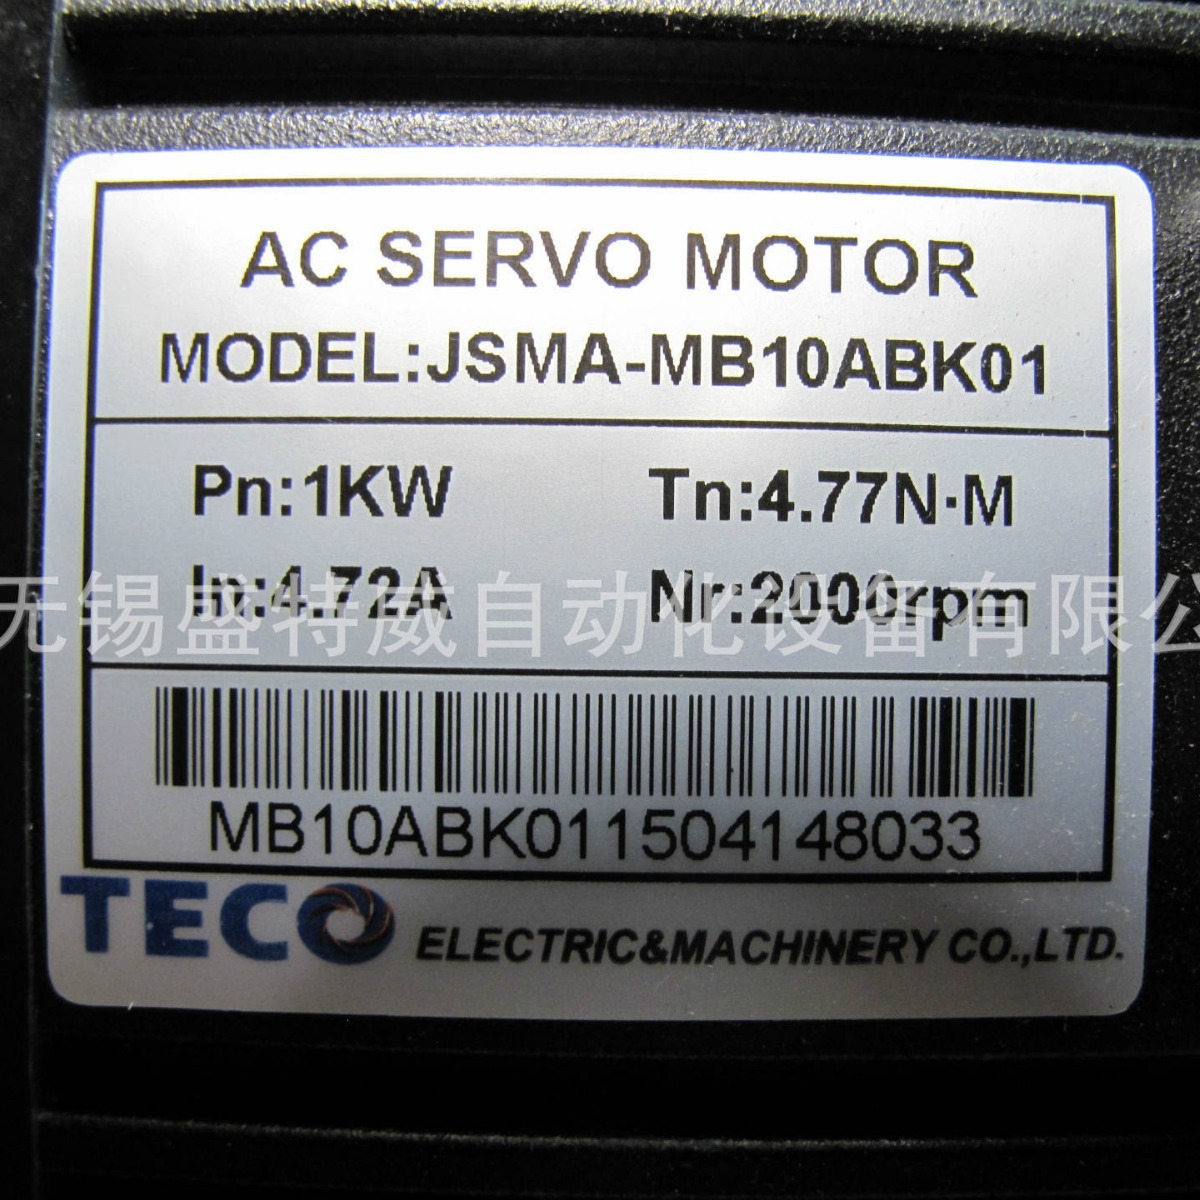 AC SERVO MOTOR
MODEL:JSMA-MB10ABK01
Pn:1KW Tn:4.77N·M
In:4.72A Nr:2000rpm
无锡盛特威自动化设备有限公
MB10ABK011504148033
TECO ELECTRIC&MACHINERY CO.,LTD.